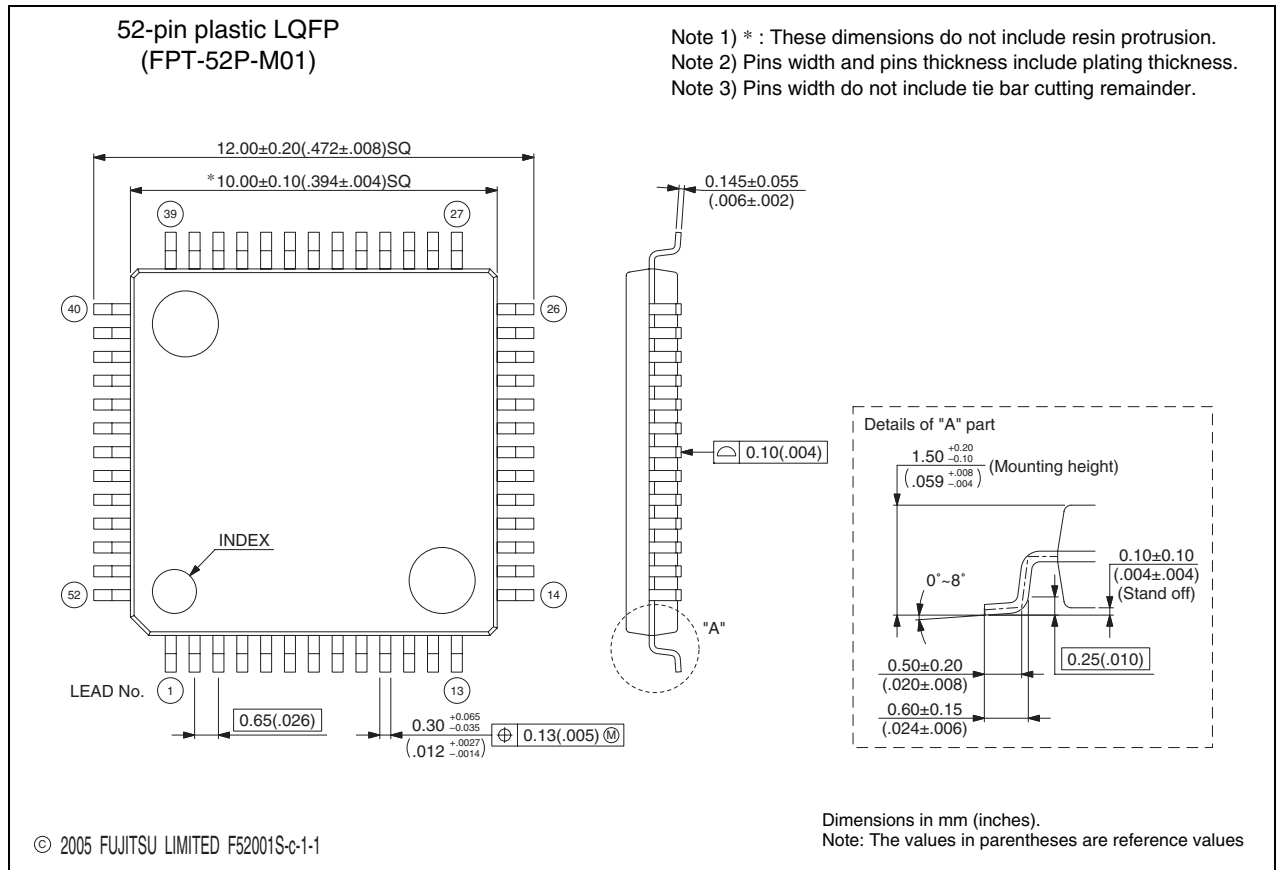 52-pin plastic LQFP
(FPT-52P-M01)
Note 1) * : These dimensions do not include resin protrusion.
Note 2) Pins width and pins thickness include plating thickness.
Note 3) Pins width do not include tie bar cutting remainder.
12.00±0.20(.472±.008)SQ
*10.00±0.10(.394±.004)SQ
0.145±0.055
(.006±.002)
39
27
40
26
0.10(.004)
Details of "A" part
1.50 +0.20 −0.10 (Mounting height)
(.059 +.008 −.004)
INDEX
0.10±0.10
(.004±.004)
(Stand off)
0˚~8˚
52
14
"A"
0.25(.010)
0.50±0.20
(.020±.008)
LEAD No.
1
13
0.60±0.15
(.024±.006)
0.65(.026)
0.30 +0.065 −0.035
(.012 +.0027 −.0014)
⌖ 0.13(.005) Ⓜ
© 2005 FUJITSU LIMITED F52001S-c-1-1
Dimensions in mm (inches).
Note: The values in parentheses are reference values